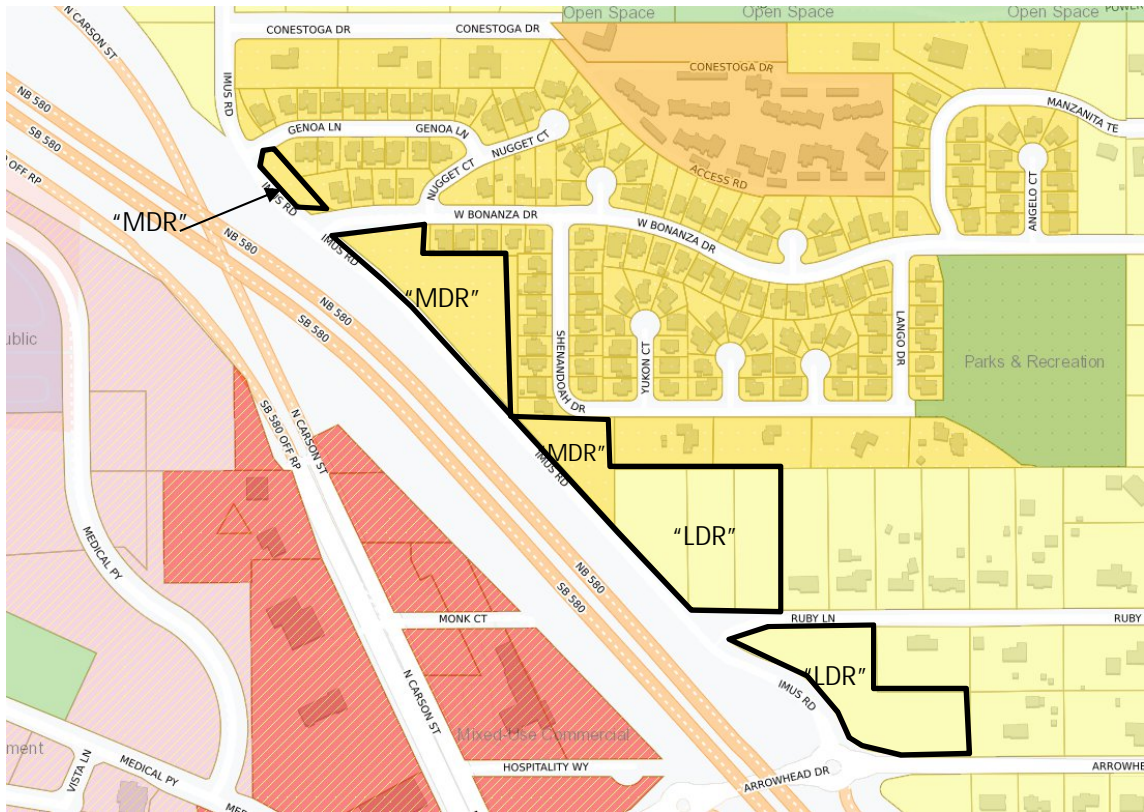 Open Space
Open Space
Open Space
POWER
N CARSON ST
CONESTOGA DR
CONESTOGA DR
CONESTOGA DR
IMUS RD
NB 580
SB 580
OFF RP
GENOA LN
GENOA LN
NUGGET CT
NUGGET CT
MANZANITA TE
ANGELO CT
ACCESS RD
IMUS RD
"MDR"
W BONANZA DR
W BONANZA DR
IMUS RD
NB 580
"MDR"
NB 580
SB 580
ublic
SHENANDOAH DR
YUKON CT
LANGO DR
Parks & Recreation
SB 580 OFF RP
N CARSON ST
"MDR"
IMUS RD
"LDR"
MEDICAL PY
NB 580
SB 580
MONK CT
RUBY LN
RUBY
N CARSON ST
"LDR"
IMUS RD
Mixed-Use Commercial
ment
VISTA LN
MEDICAL PY
HOSPITALITY WY
ARROWHEAD DR
ARROWHE
MED